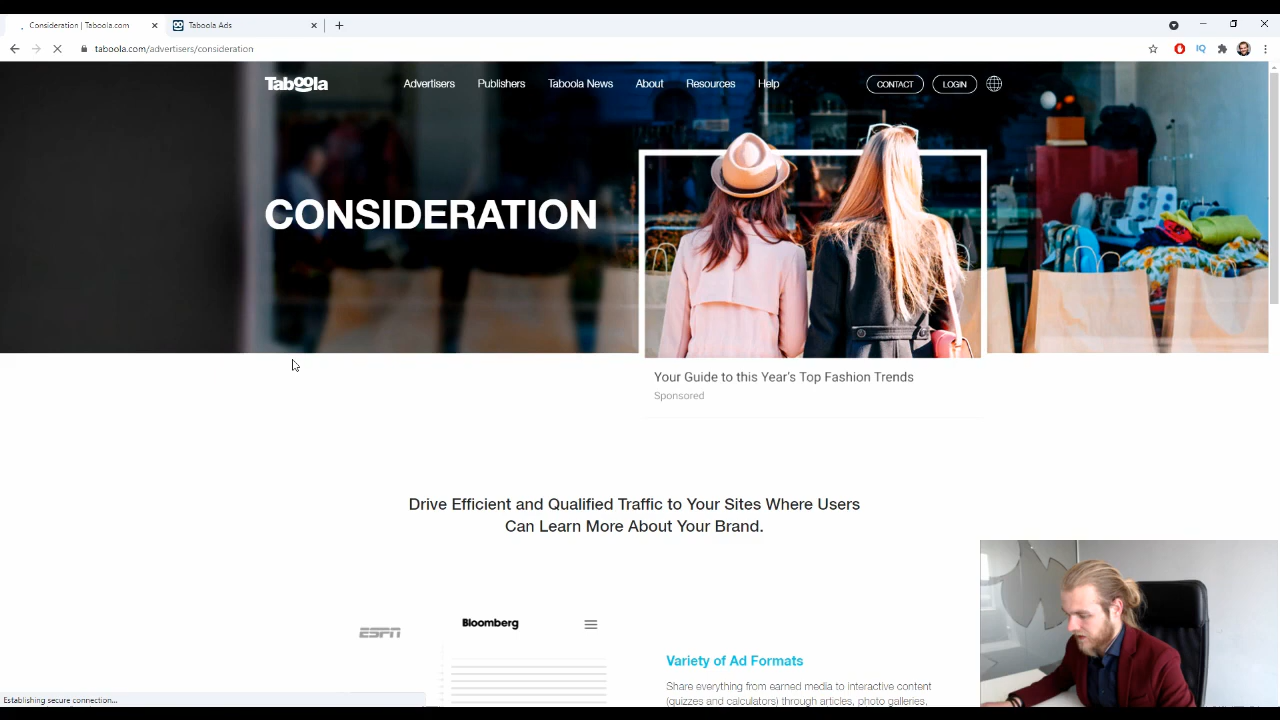 Consideration | Taboola.com
Taboola Ads
taboola.com/advertisers/consideration
IQ
Taboola
Advertisers
Publishers
Taboola News
About
Resources
Help
CONTACT
LOGIN
CONSIDERATION
Your Guide to this Year's Top Fashion Trends
Sponsored
Drive Efficient and Qualified Traffic to Your Sites Where Users
Can Learn More About Your Brand.
ESPN
Bloomberg
Variety of Ad Formats
Share everything from earned media to interactive content
(quizzes and calculators) through articles, photo galleries,
Establishing secure connection...